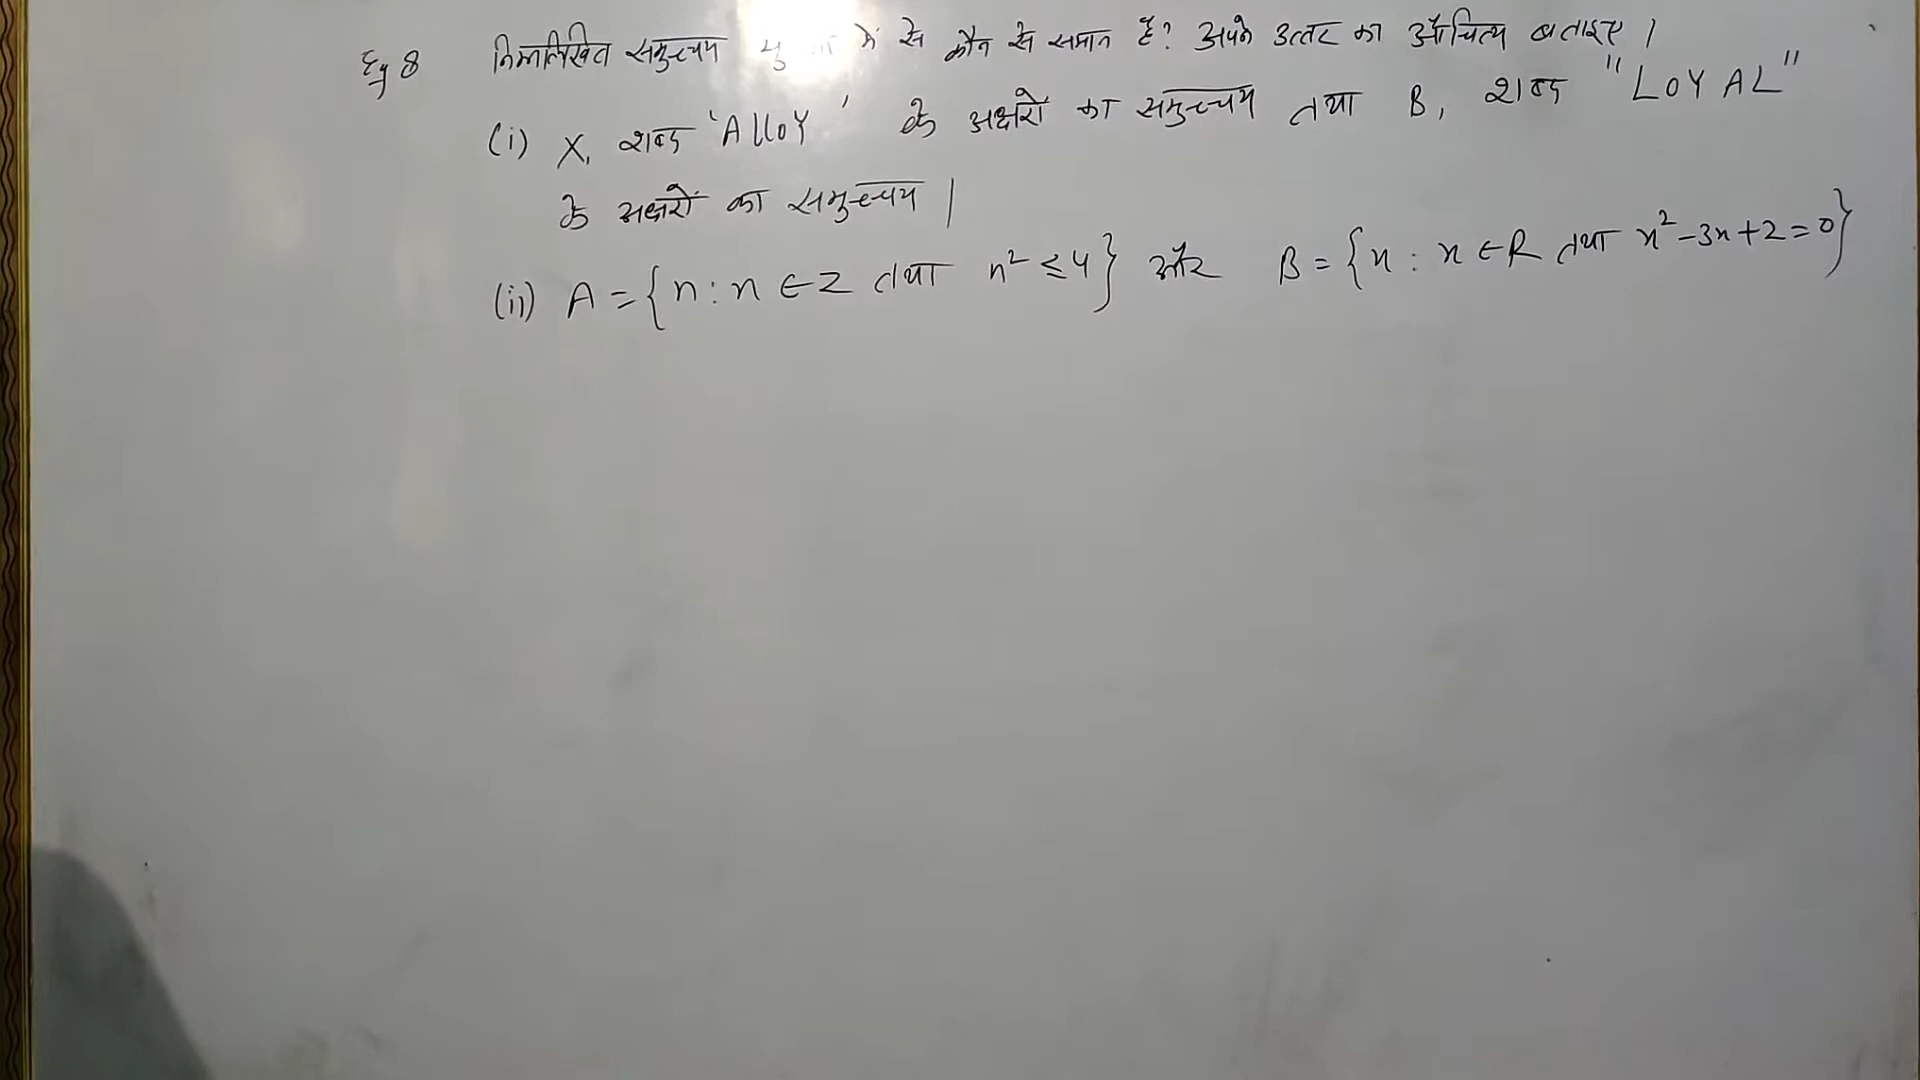 Eg 8 निम्नलिखित समुच्चय यु में से कौन से समान हैं? अपने उत्तर का औचित्य बताइए।
(i) X, शब्द 'ALLOY' के अक्षरों का समुच्चय तथा B, शब्द "LOYAL"
के अक्षरों का समुच्चय।
(ii) A = {n : n ∈ Z तथा n² ≤ 4} और B = {x : x ∈ R तथा x² - 3x + 2 = 0}